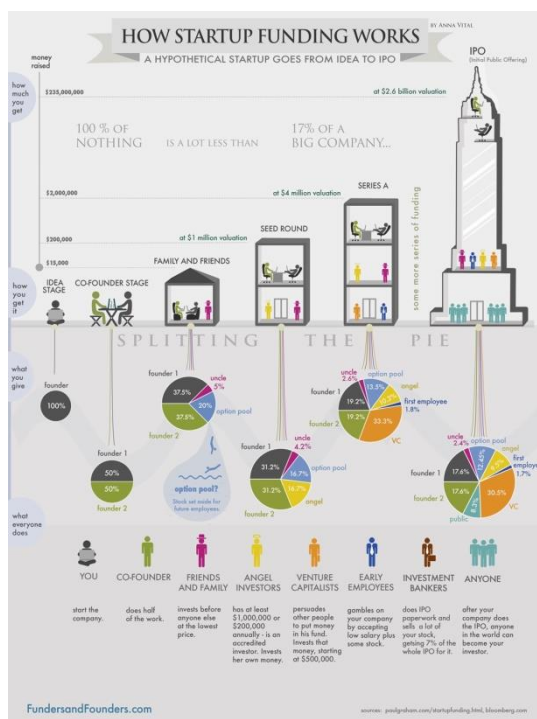 HOW STARTUP FUNDING WORKS
BY ANNA VITAL
A HYPOTHETICAL STARTUP GOES FROM IDEA TO IPO
money
raised
IPO
(Initial Public Offering)
how
much
you
get
$235,000,000
at $2.6 billion valuation
100 % OF
NOTHING
IS A LOT LESS THAN
17% OF A
BIG COMPANY...
SERIES A
$2,000,000
at $4 million valuation
SEED ROUND
some more series of funding
$200,000
at $1 million valuation
FAMILY AND FRIENDS
$15,000
how
you
get
it
IDEA
STAGE
CO-FOUNDER STAGE
SPLITTING THE PIE
what
you
give
founder
100%
50%
50%
founder 1
founder 2
founder 1
37.5%
uncle
5%
20%
option pool
37.5%
founder 2
option pool?
Stock set aside for
future employees.
founder 1
31.2%
uncle
4.2%
16.7%
option pool
31.2%
16.7%
angel
founder 2
uncle
2.6%
option pool
13.5%
angel
founder 1
19.2%
first employee
1.8%
19.2%
33.3%
VC
founder 2
uncle
2.4%
option pool
12.45%
angel
first
employe
1.7%
founder 1
17.6%
17.6%
30.5%
VC
founder 2
public
what
everyone
does
YOU
start the
company.
CO-FOUNDER
does half
of the work.
FRIENDS
AND FAMILY
invests before
anyone else
at the lowest
price.
ANGEL
INVESTORS
has at least
$1,000,000 or
$200,000
annually - is an
accredited
investor. Invests
her own money.
VENTURE
CAPITALISTS
persuades
other people
to put money
in his fund.
Invests that
money, starting
at $500,000.
EARLY
EMPLOYEES
gambles on
your company
by accepting
low salary plus
some stock.
INVESTMENT
BANKERS
does IPO
paperwork and
sells a lot of
your stock,
getting 7% of the
whole IPO for it.
ANYONE
after your
company does
the IPO, anyone
in the world can
become your
investor.
FundersandFounders.com
sources: paulgraham.com/startupfunding.html, bloomberg.com